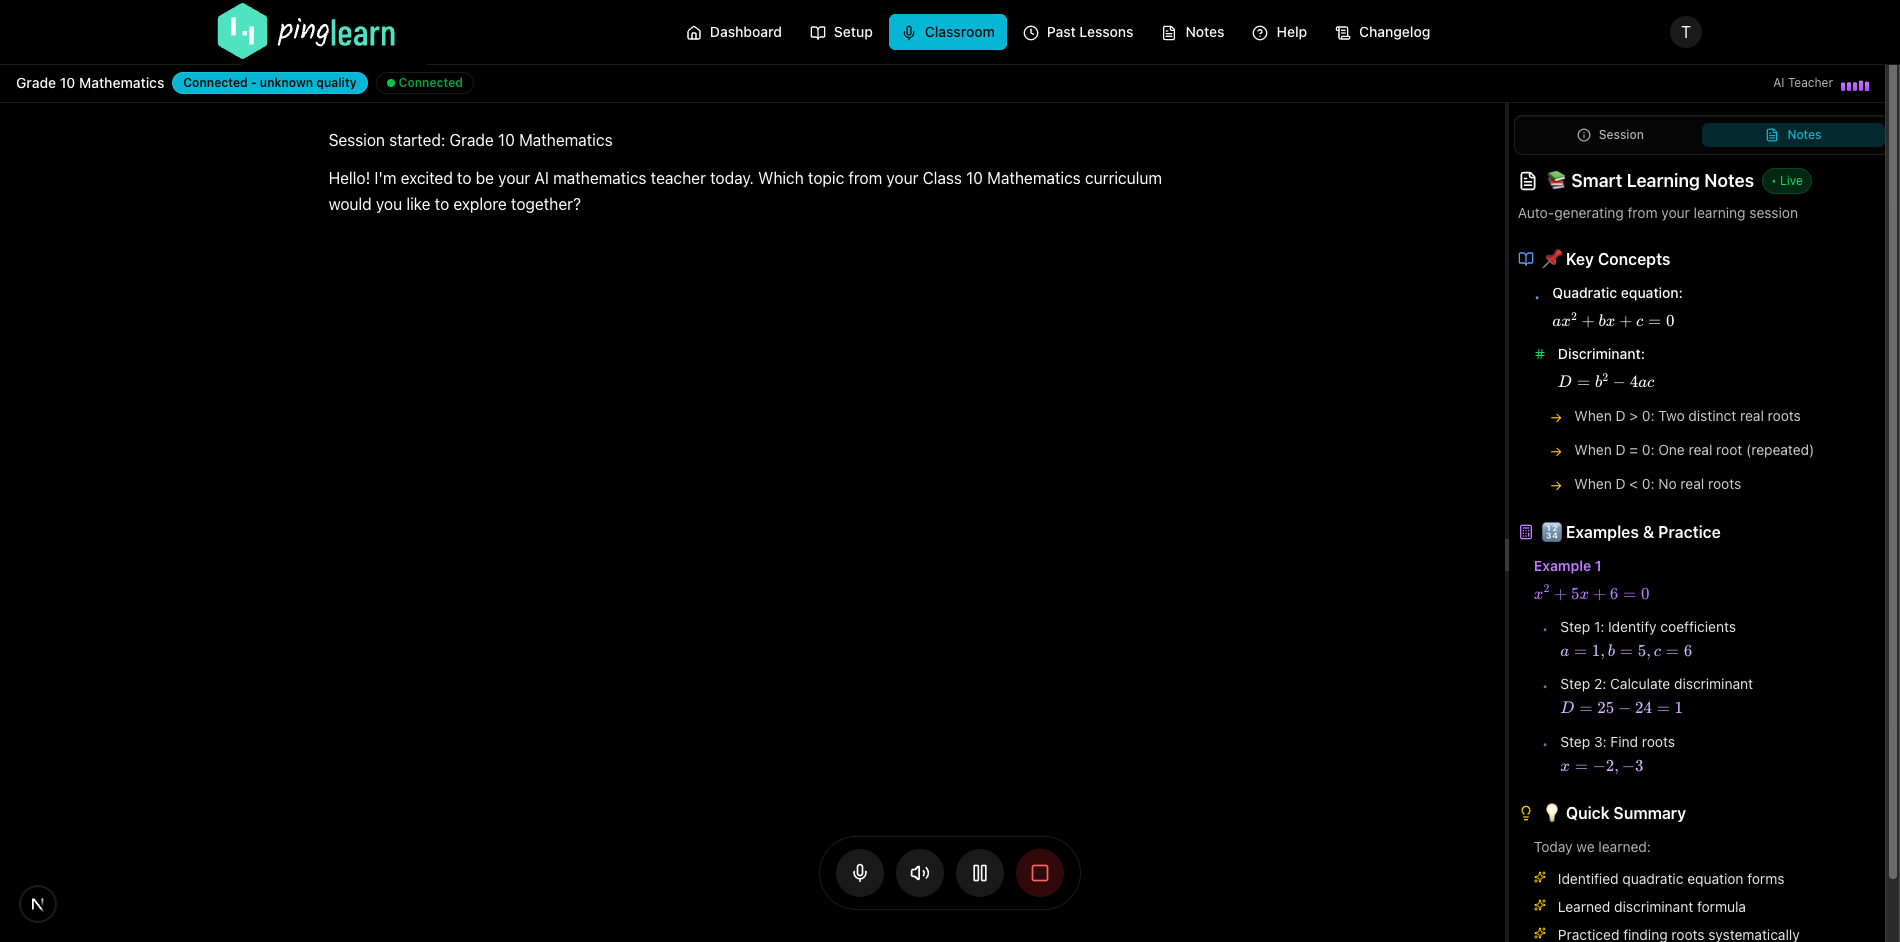 pinglearn
Dashboard
Setup
Classroom
Past Lessons
Notes
Help
Changelog
T
Grade 10 Mathematics
Connected - unknown quality
Connected
AI Teacher
Session started: Grade 10 Mathematics
Hello! I'm excited to be your AI mathematics teacher today. Which topic from your Class 10 Mathematics curriculum
would you like to explore together?
Session
Notes
📚 Smart Learning Notes
• Live
Auto-generating from your learning session
📌 Key Concepts
Quadratic equation:
ax² + bx + c = 0
# Discriminant:
D = b² − 4ac
→ When D > 0: Two distinct real roots
→ When D = 0: One real root (repeated)
→ When D < 0: No real roots
🔢 Examples & Practice
Example 1
x² + 5x + 6 = 0
• Step 1: Identify coefficients
a = 1, b = 5, c = 6
• Step 2: Calculate discriminant
D = 25 − 24 = 1
• Step 3: Find roots
x = −2, −3
💡 Quick Summary
Today we learned:
Identified quadratic equation forms
Learned discriminant formula
Practiced finding roots systematically
N